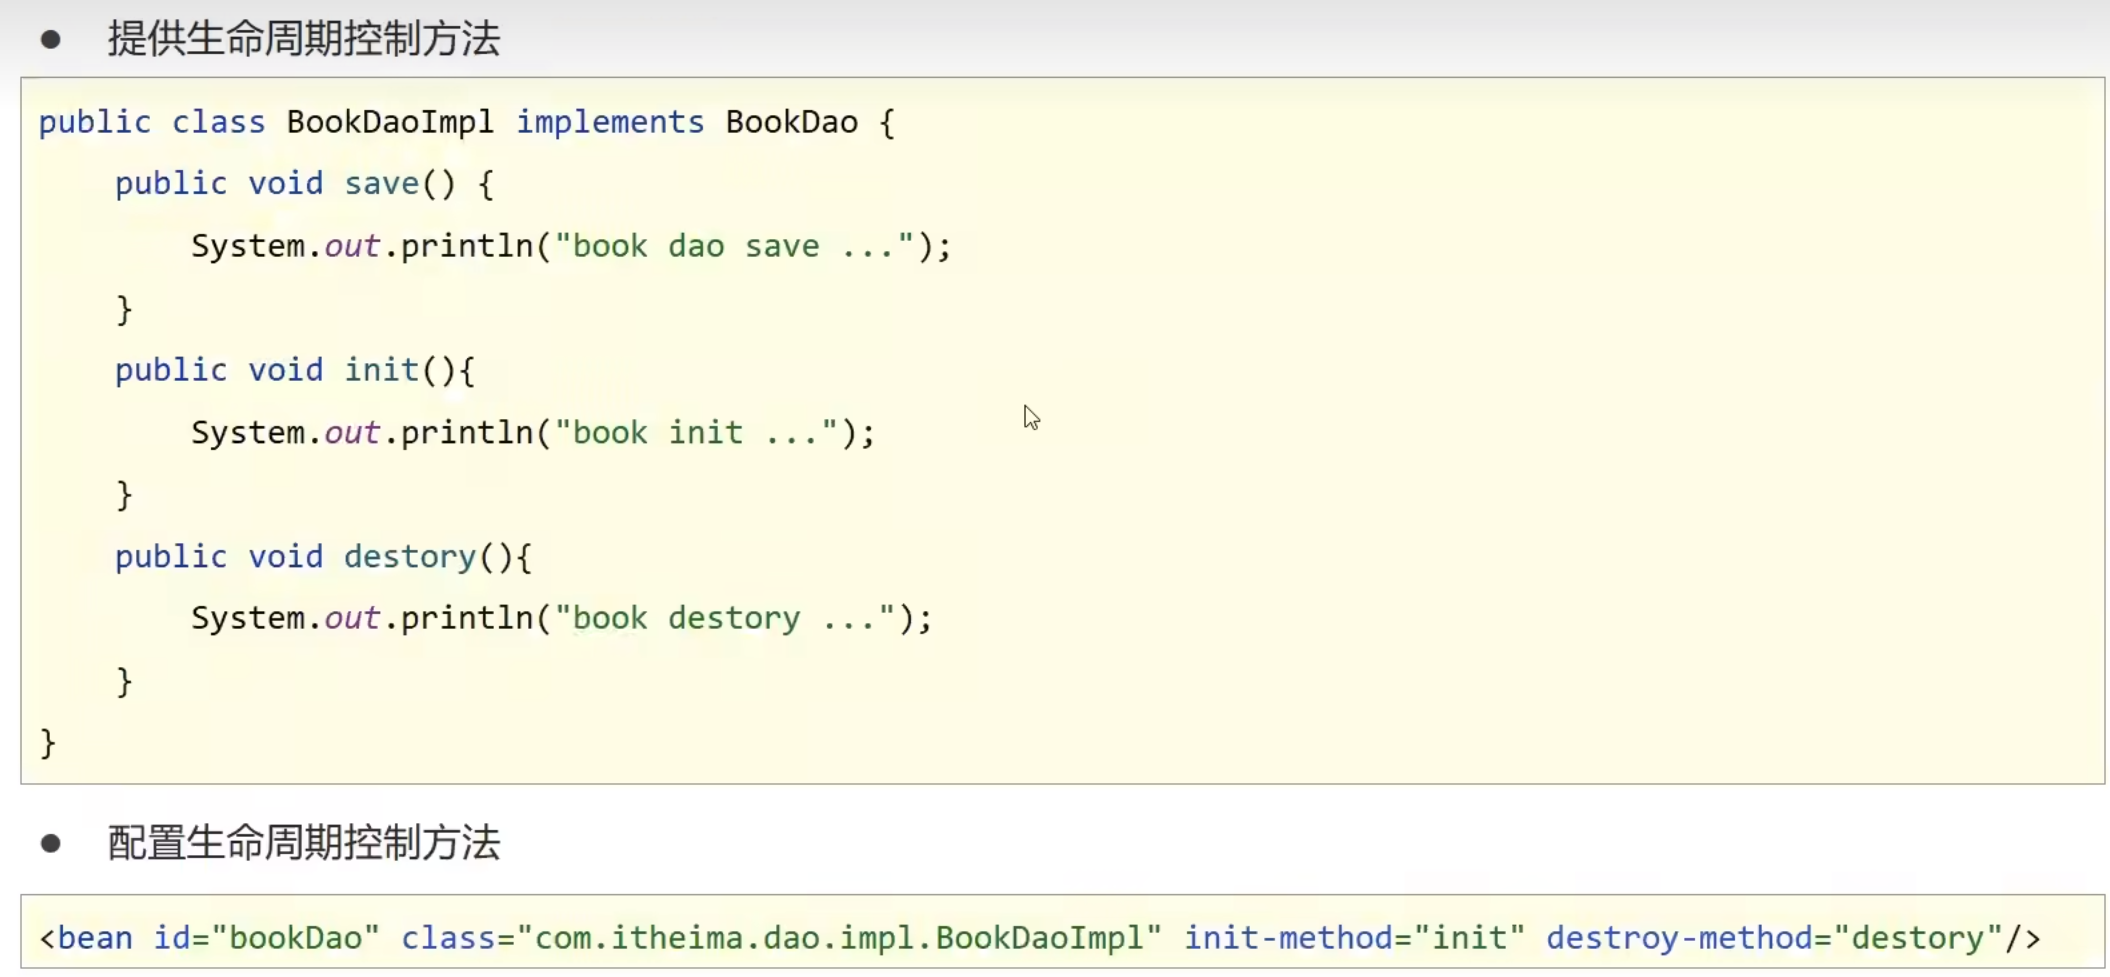 ● 提供生命周期控制方法
public class BookDaoImpl implements BookDao {
    public void save() {
        System.out.println("book dao save ...");
    }
    public void init(){
        System.out.println("book init ...");
    }
    public void destory(){
        System.out.println("book destory ...");
    }
}
● 配置生命周期控制方法
<bean id="bookDao" class="com.itheima.dao.impl.BookDaoImpl" init-method="init" destroy-method="destory"/>